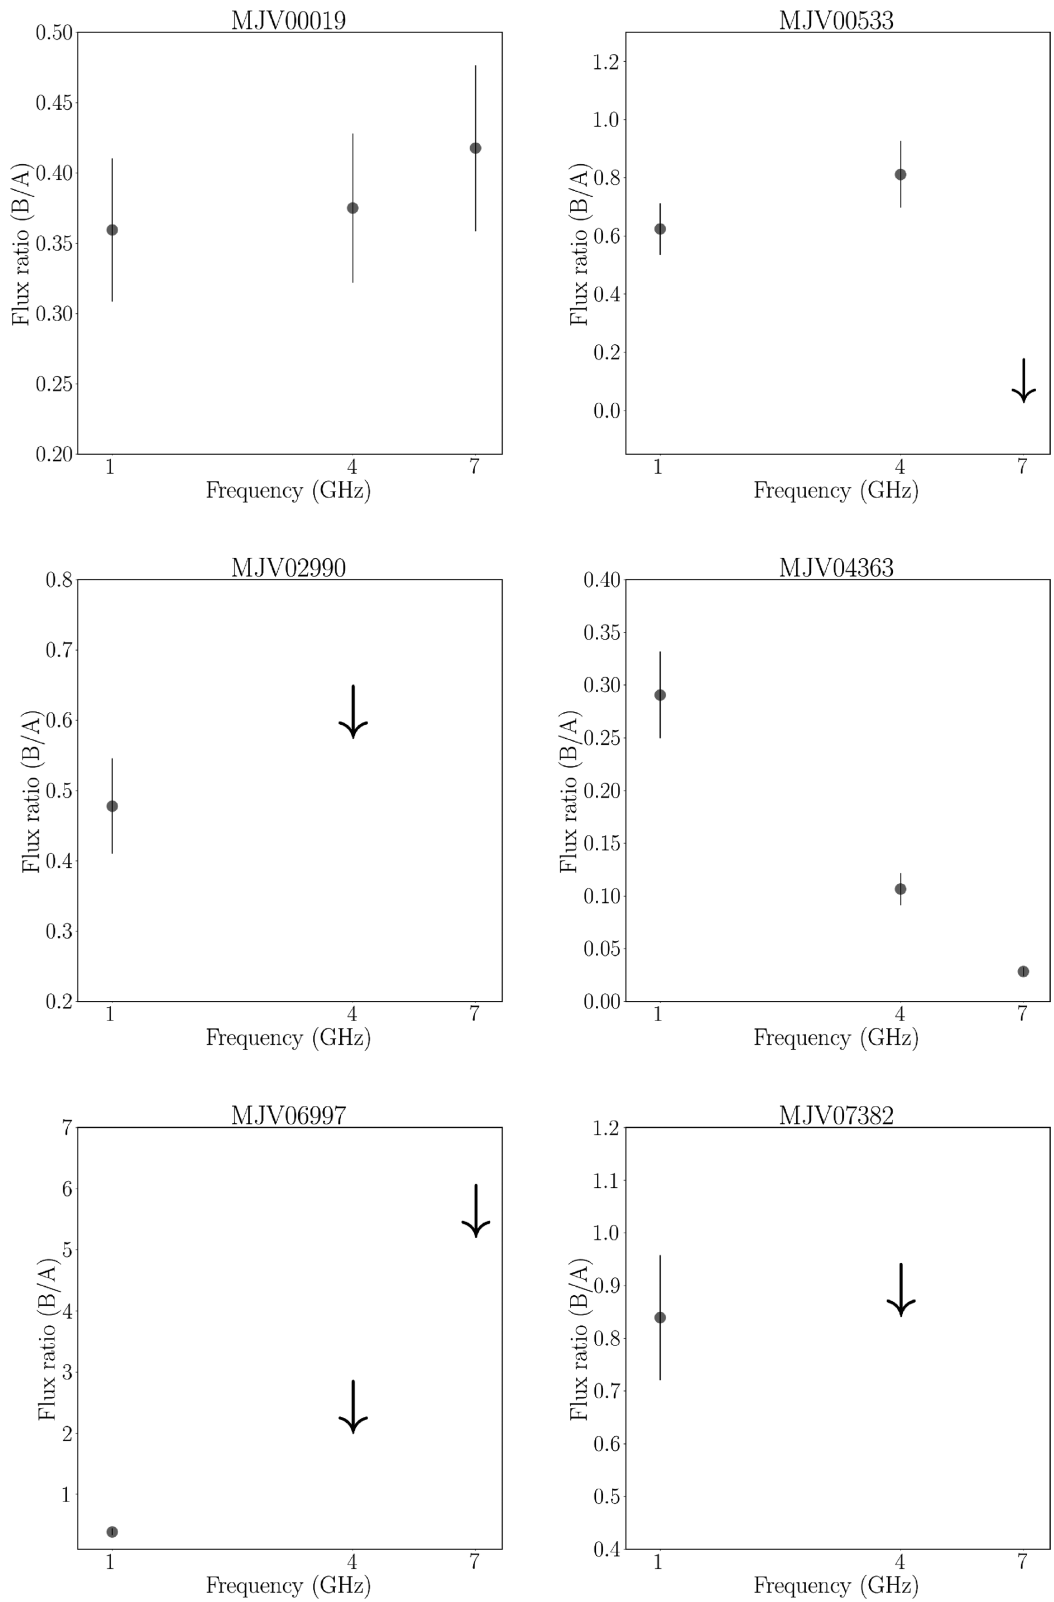 MJV00019
0.50
0.45
0.40
0.35
0.30
0.25
0.20
Flux ratio (B/A)
1 4 7
Frequency (GHz)
MJV00533
1.2
1.0
0.8
0.6
0.4
0.2
0.0
Flux ratio (B/A)
1 4 7
Frequency (GHz)
MJV02990
0.8
0.7
0.6
0.5
0.4
0.3
0.2
Flux ratio (B/A)
1 4 7
Frequency (GHz)
MJV04363
0.40
0.35
0.30
0.25
0.20
0.15
0.10
0.05
0.00
Flux ratio (B/A)
1 4 7
Frequency (GHz)
MJV06997
7
6
5
4
3
2
1
Flux ratio (B/A)
1 4 7
Frequency (GHz)
MJV07382
1.2
1.1
1.0
0.9
0.8
0.7
0.6
0.5
0.4
Flux ratio (B/A)
1 4 7
Frequency (GHz)